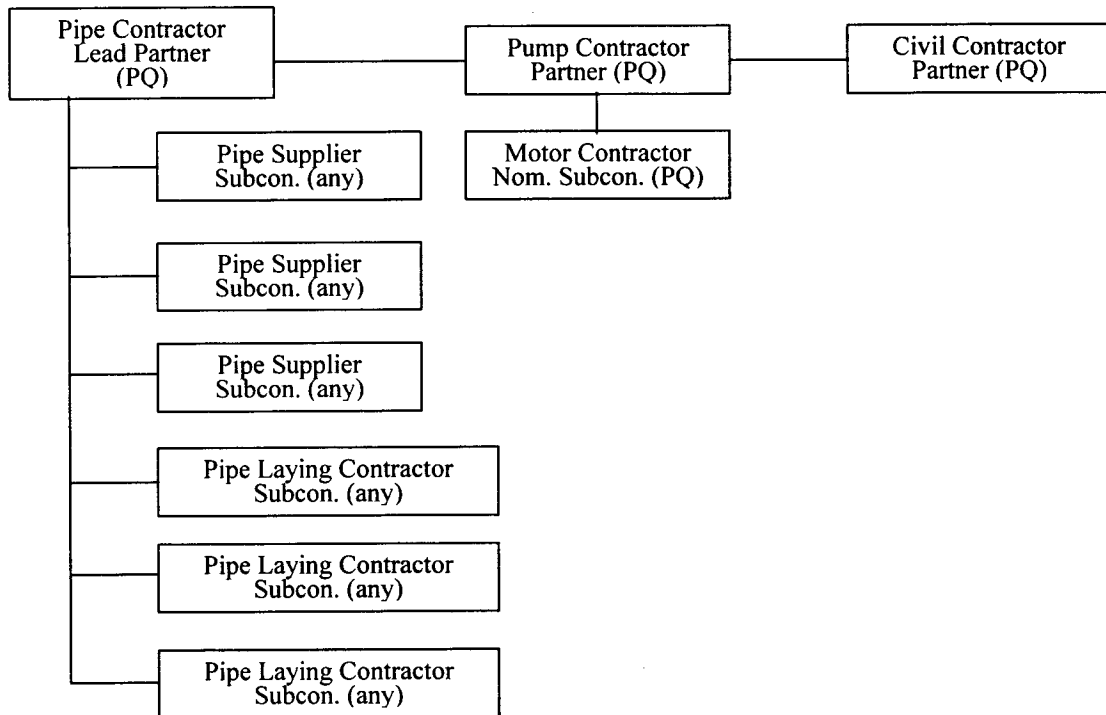 Pipe Contractor
Lead Partner
(PQ)
Pump Contractor
Partner (PQ)
Civil Contractor
Partner (PQ)
Motor Contractor
Nom. Subcon. (PQ)
Pipe Supplier
Subcon. (any)
Pipe Supplier
Subcon. (any)
Pipe Supplier
Subcon. (any)
Pipe Laying Contractor
Subcon. (any)
Pipe Laying Contractor
Subcon. (any)
Pipe Laying Contractor
Subcon. (any)